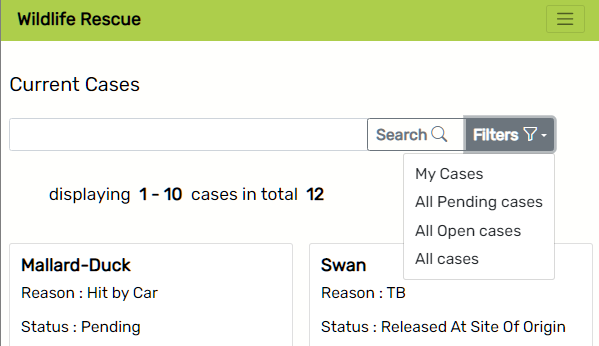 Wildlife Rescue
Current Cases
Search Filters
My Cases
All Pending cases
All Open cases
All cases
displaying 1 - 10 cases in total 12
Mallard-Duck
Reason : Hit by Car
Status : Pending
Swan
Reason : TB
Status : Released At Site Of Origin